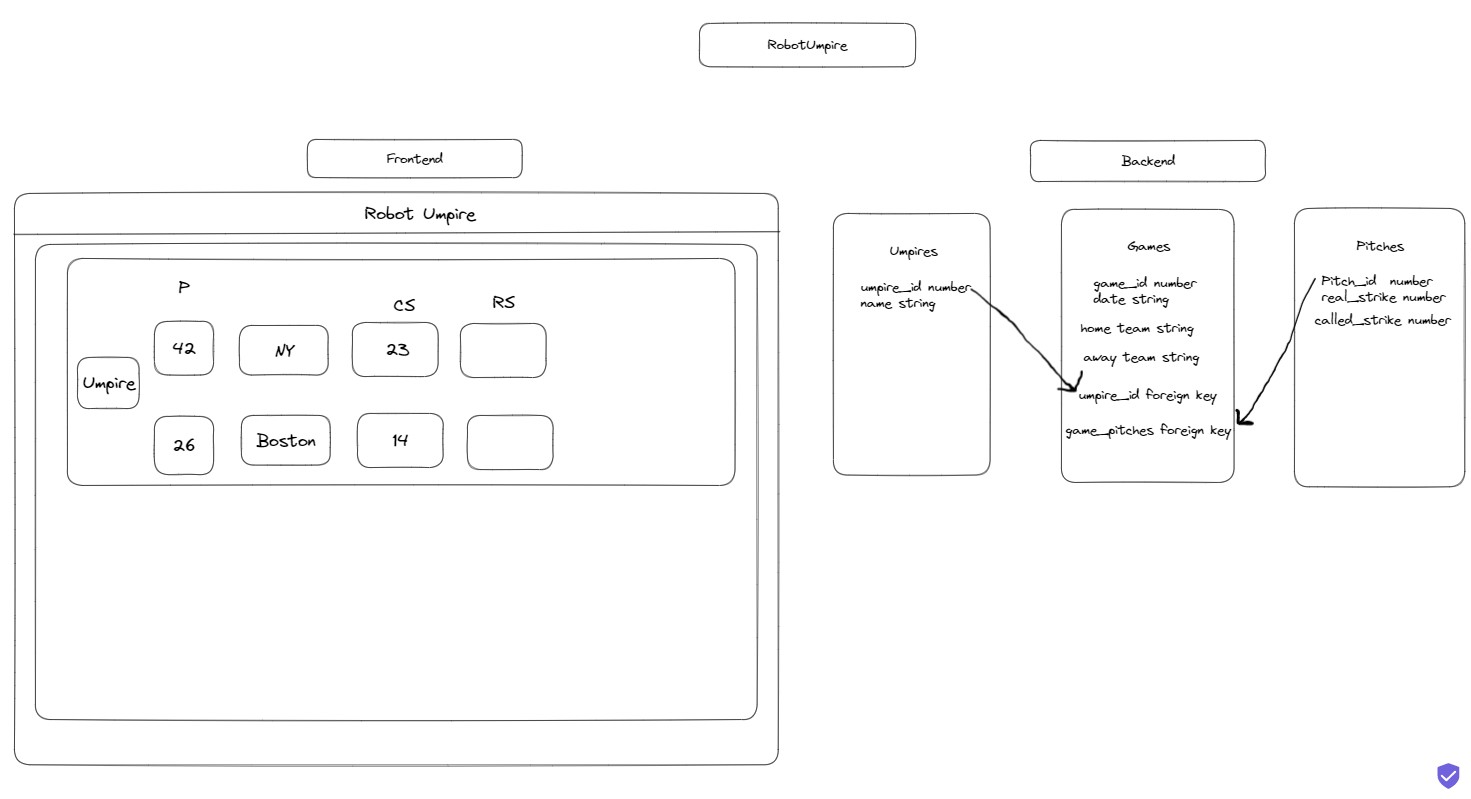 RobotUmpire
Frontend
Robot Umpire
P
CS
RS
42
NY
23
Umpire
26
Boston
14
Backend
Umpires
umpire_id number
name string
Games
game_id number
date string
home team string
away team string
umpire_id foreign key
game_pitches foreign key
Pitches
Pitch_id number
real_strike number
called_strike number